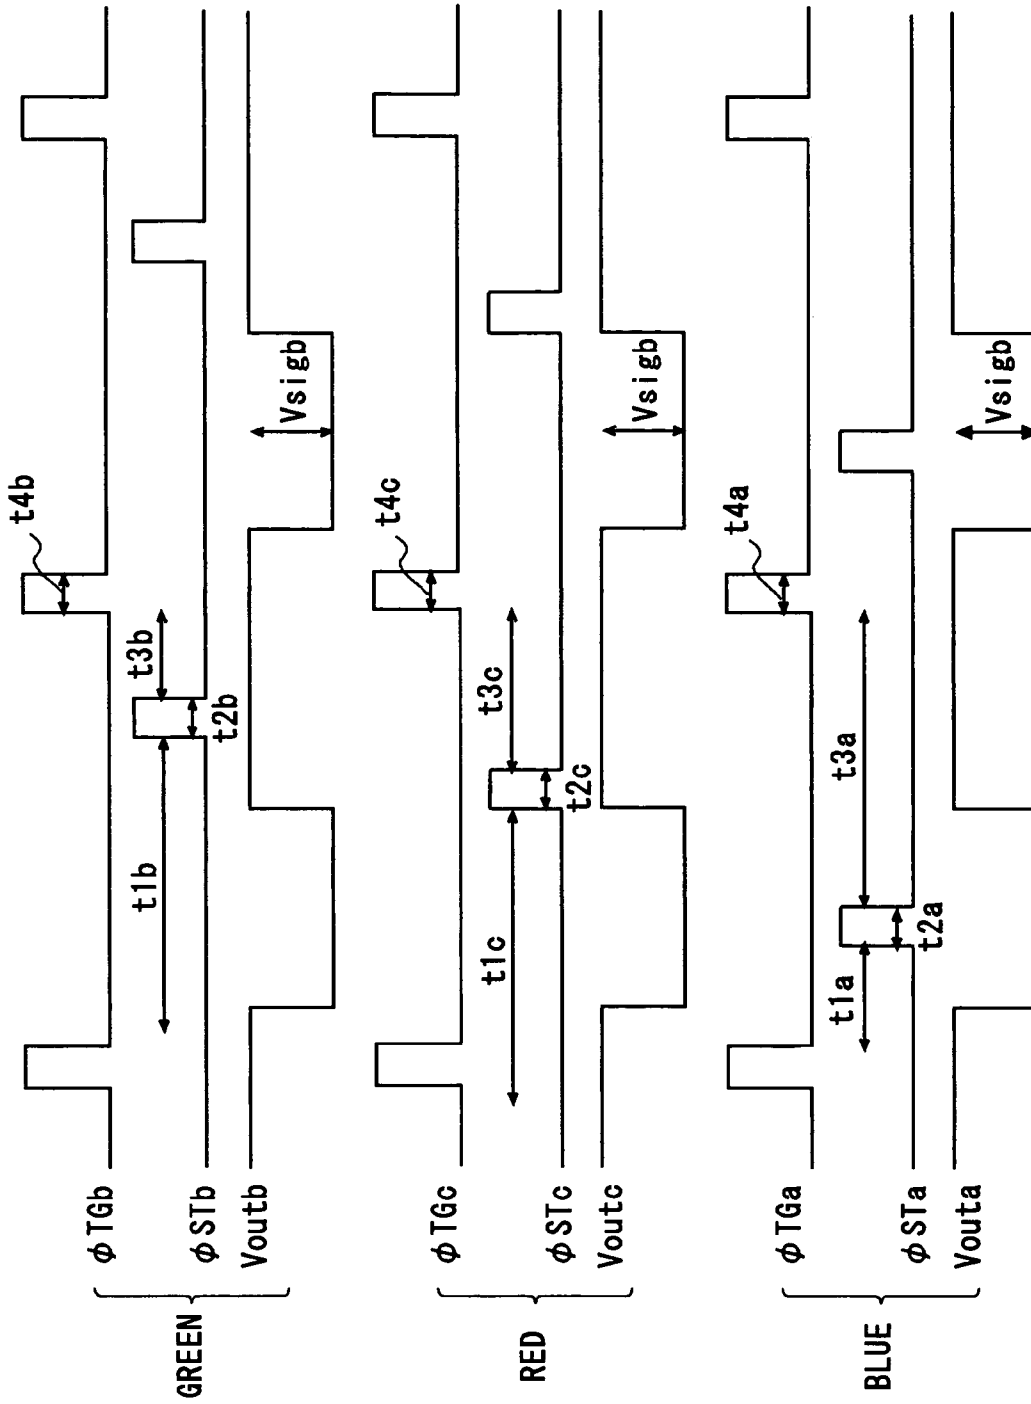 GREEN
ϕTGb
t4b
ϕSTb
t1b
t2b
t3b
Voutb
Vsigb
RED
ϕTGc
t4c
ϕSTc
t1c
t2c
t3c
Voutc
Vsigb
BLUE
ϕTGa
t4a
ϕSTa
t1a
t2a
t3a
Vouta
Vsigb